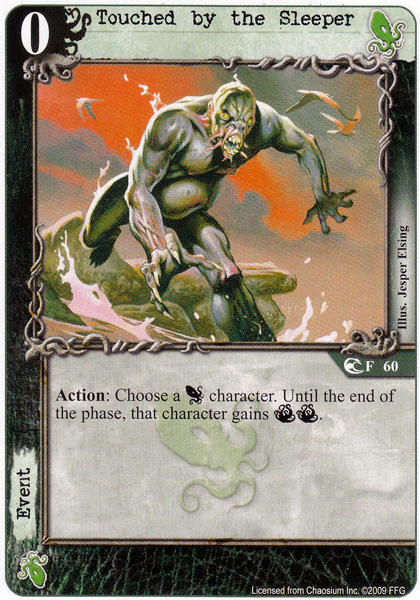 0
Touched by the Sleeper
Illus. Jesper Elsing
F 60
Action: Choose a character. Until the end of
the phase, that character gains .
Event
Licensed from Chaosium Inc. ©2009 FFG